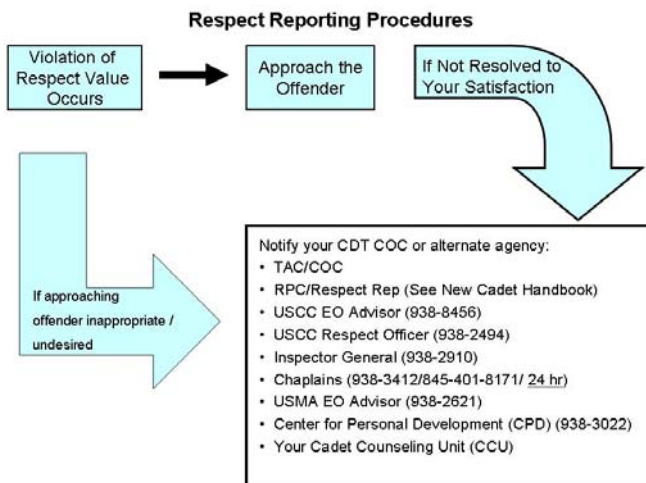 Respect Reporting Procedures
Violation of
Respect Value
Occurs
Approach the
Offender
If Not Resolved to
Your Satisfaction
If approaching
offender inappropriate /
undesired
Notify your CDT COC or alternate agency:
• TAC/COC
• RPC/Respect Rep (See New Cadet Handbook)
• USCC EO Advisor (938-8456)
• USCC Respect Officer (938-2494)
• Inspector General (938-2910)
• Chaplains (938-3412/845-401-8171/ 24 hr)
• USMA EO Advisor (938-2621)
• Center for Personal Development (CPD) (938-3022)
• Your Cadet Counseling Unit (CCU)